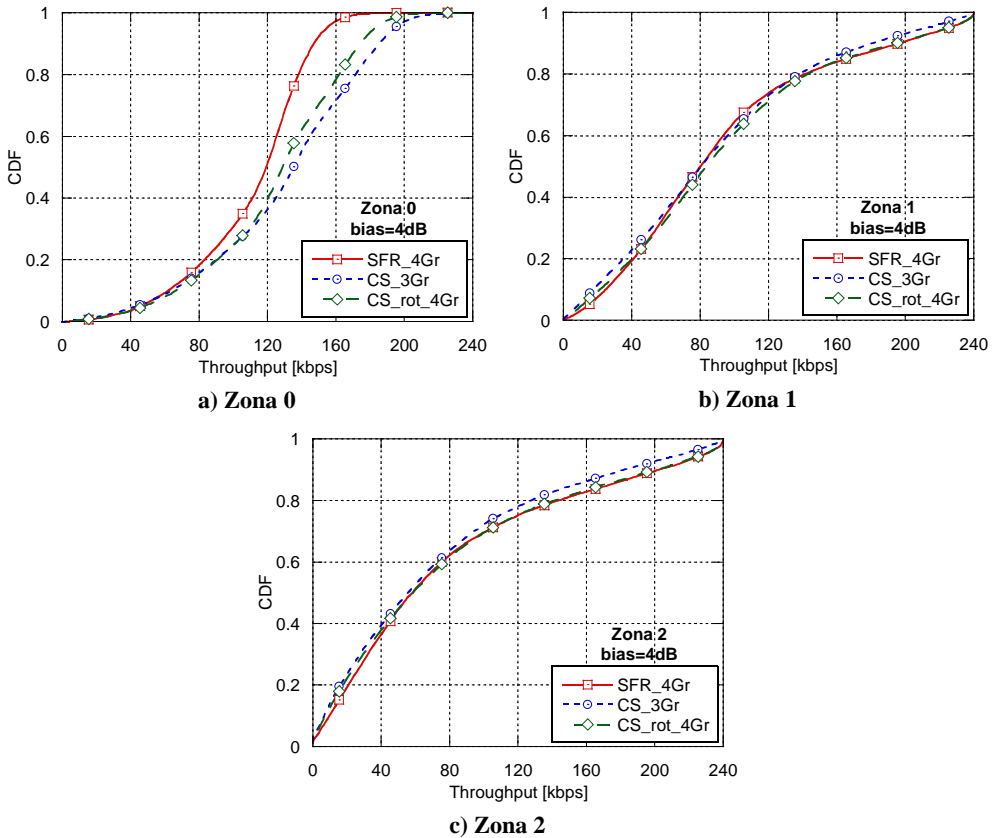 1
0.8
0.6
0.4
0.2
0
CDF
0 40 80 120 160 200 240
Throughput [kbps]
Zona 0
bias=4dB
SFR_4Gr
CS_3Gr
CS_rot_4Gr
a) Zona 0
1
0.8
0.6
0.4
0.2
0
CDF
0 40 80 120 160 200 240
Throughput [kbps]
Zona 1
bias=4dB
SFR_4Gr
CS_3Gr
CS_rot_4Gr
b) Zona 1
1
0.8
0.6
0.4
0.2
0
CDF
0 40 80 120 160 200 240
Throughput [kbps]
Zona 2
bias=4dB
SFR_4Gr
CS_3Gr
CS_rot_4Gr
c) Zona 2